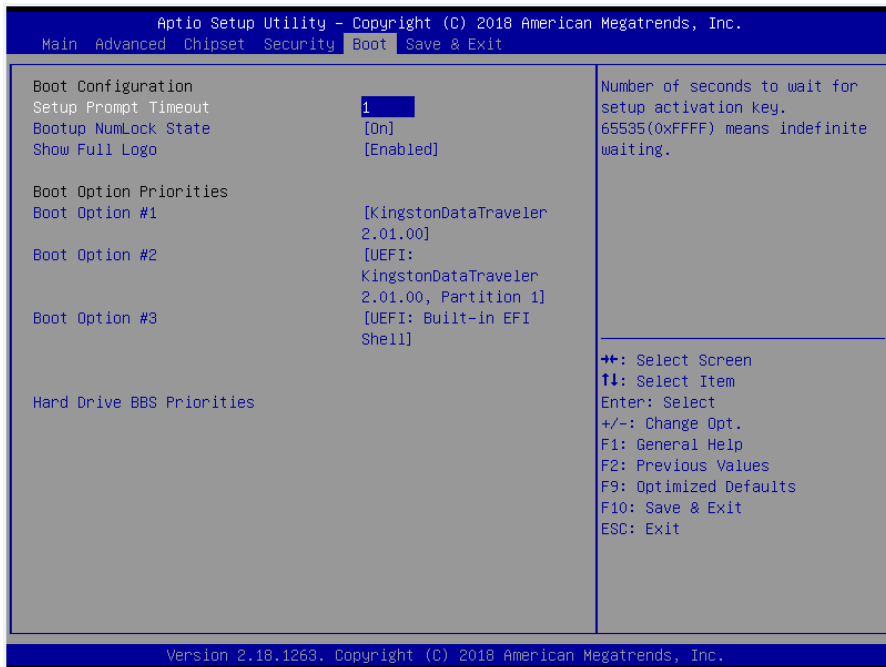 Aptio Setup Utility – Copyright (C) 2018 American Megatrends, Inc.
Main Advanced Chipset Security Boot Save & Exit
Boot Configuration
Setup Prompt Timeout 1
Bootup NumLock State [On]
Show Full Logo [Enabled]
Boot Option Priorities
Boot Option #1 [KingstonDataTraveler
2.01.00]
Boot Option #2 [UEFI:
KingstonDataTraveler
2.01.00, Partition 1]
Boot Option #3 [UEFI: Built-in EFI
Shell]
Hard Drive BBS Priorities
Number of seconds to wait for
setup activation key.
65535(0xFFFF) means indefinite
waiting.
→←: Select Screen
↑↓: Select Item
Enter: Select
+/-: Change Opt.
F1: General Help
F2: Previous Values
F9: Optimized Defaults
F10: Save & Exit
ESC: Exit
Version 2.18.1263. Copyright (C) 2018 American Megatrends, Inc.